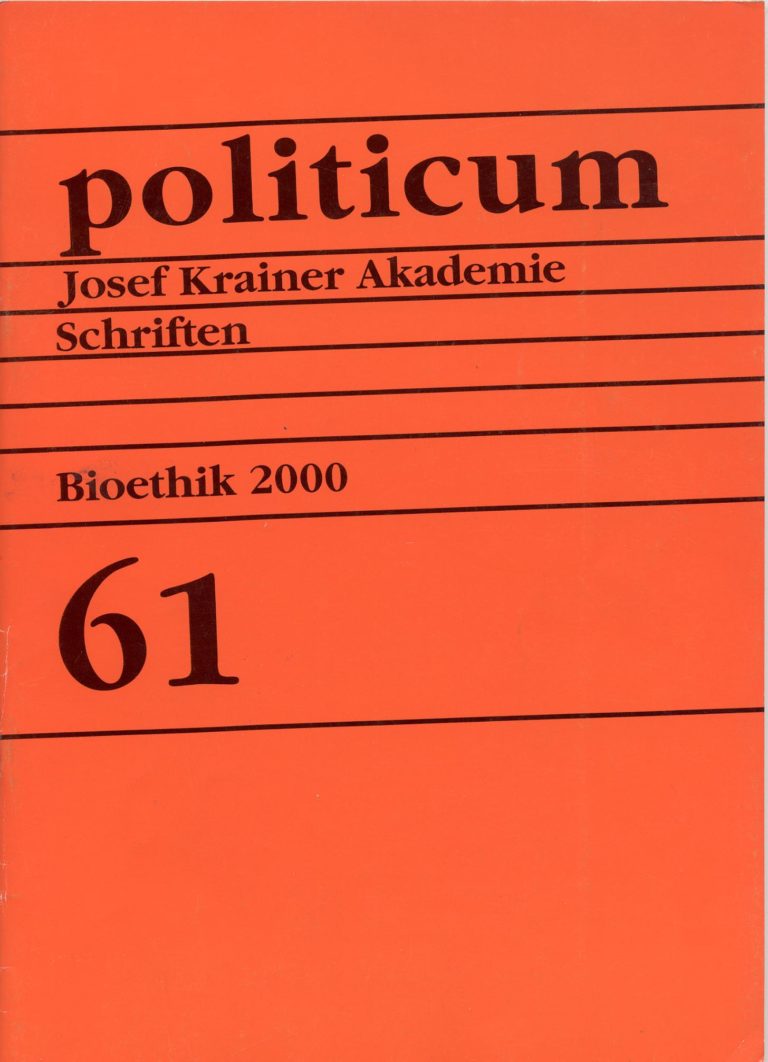 politicum
Josef Krainer Akademie
Schriften
Bioethik 2000
61